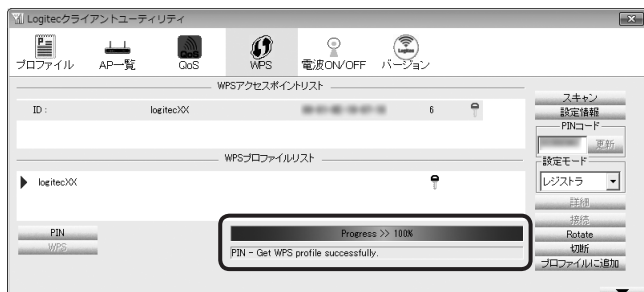 Logitecクライアントユーティリティ
プロファイル AP一覧 QoS WPS 電波ON/OFF バージョン
WPSアクセスポイントリスト
ID : logitecXX 6
WPSプロファイルリスト
logitecXX
PIN
WPS
Progress >> 100%
PIN - Get WPS profile successfully.
スキャン
設定情報
PINコード
更新
設定モード
レジストラ
詳細
接続
Rotate
切断
プロファイルに追加